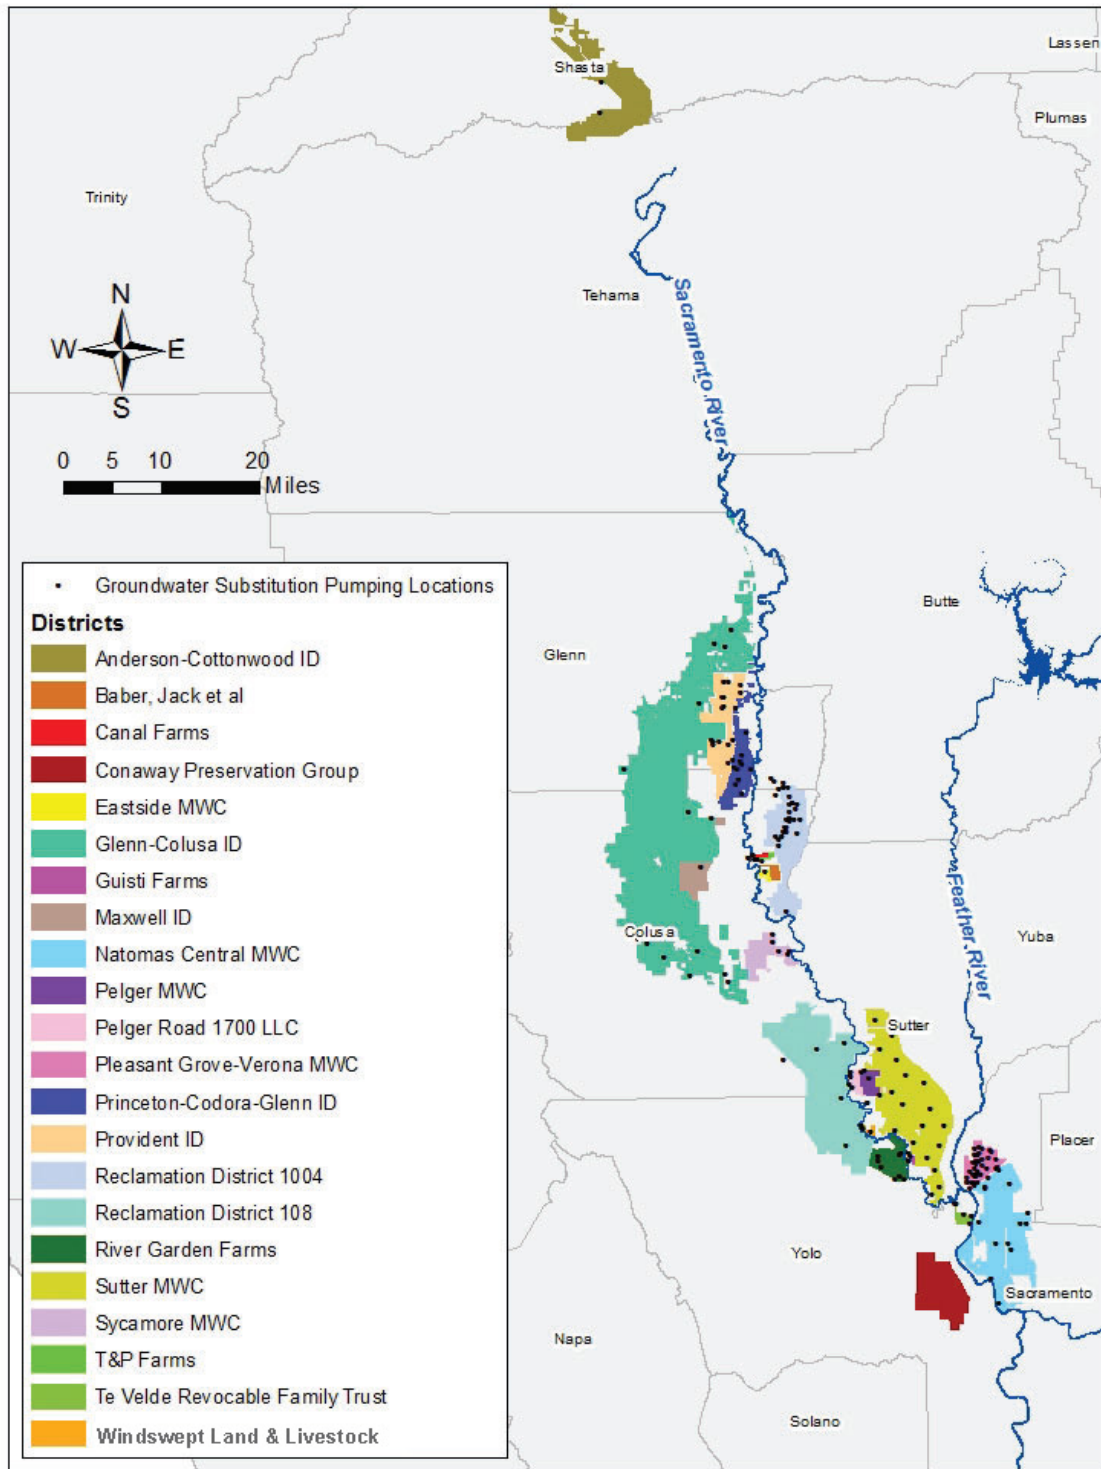 Shasta
Lassen
Plumas
Trinity
Tehama
Sacramento River
N
W E
S
0 5 10 20
Miles
Butte
Glenn
Colusa
Feather River
Yuba
Sutter
Placer
Yolo
Sacramento
Napa
Solano
Groundwater Substitution Pumping Locations
Districts
Anderson-Cottonwood ID
Baber, Jack et al
Canal Farms
Conaway Preservation Group
Eastside MWC
Glenn-Colusa ID
Guisti Farms
Maxwell ID
Natomas Central MWC
Pelger MWC
Pelger Road 1700 LLC
Pleasant Grove-Verona MWC
Princeton-Codora-Glenn ID
Provident ID
Reclamation District 1004
Reclamation District 108
River Garden Farms
Sutter MWC
Sycamore MWC
T&P Farms
Te Velde Revocable Family Trust
Windswept Land & Livestock